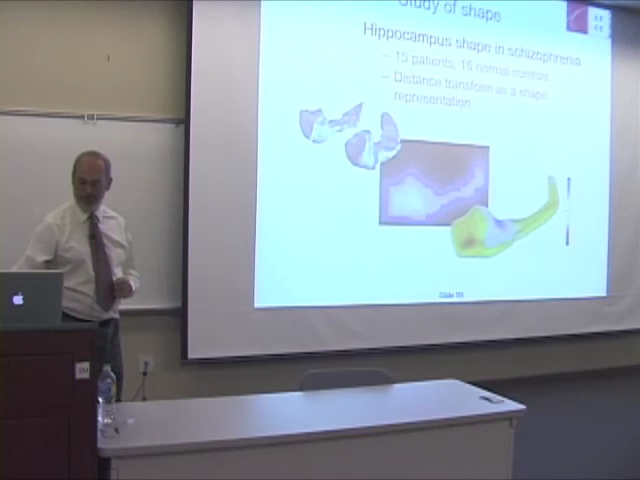 Study of shape
Hippocampus shape in schizophrenia
– 15 patients, 15 normal controls
– Distance transform as a shape
representation